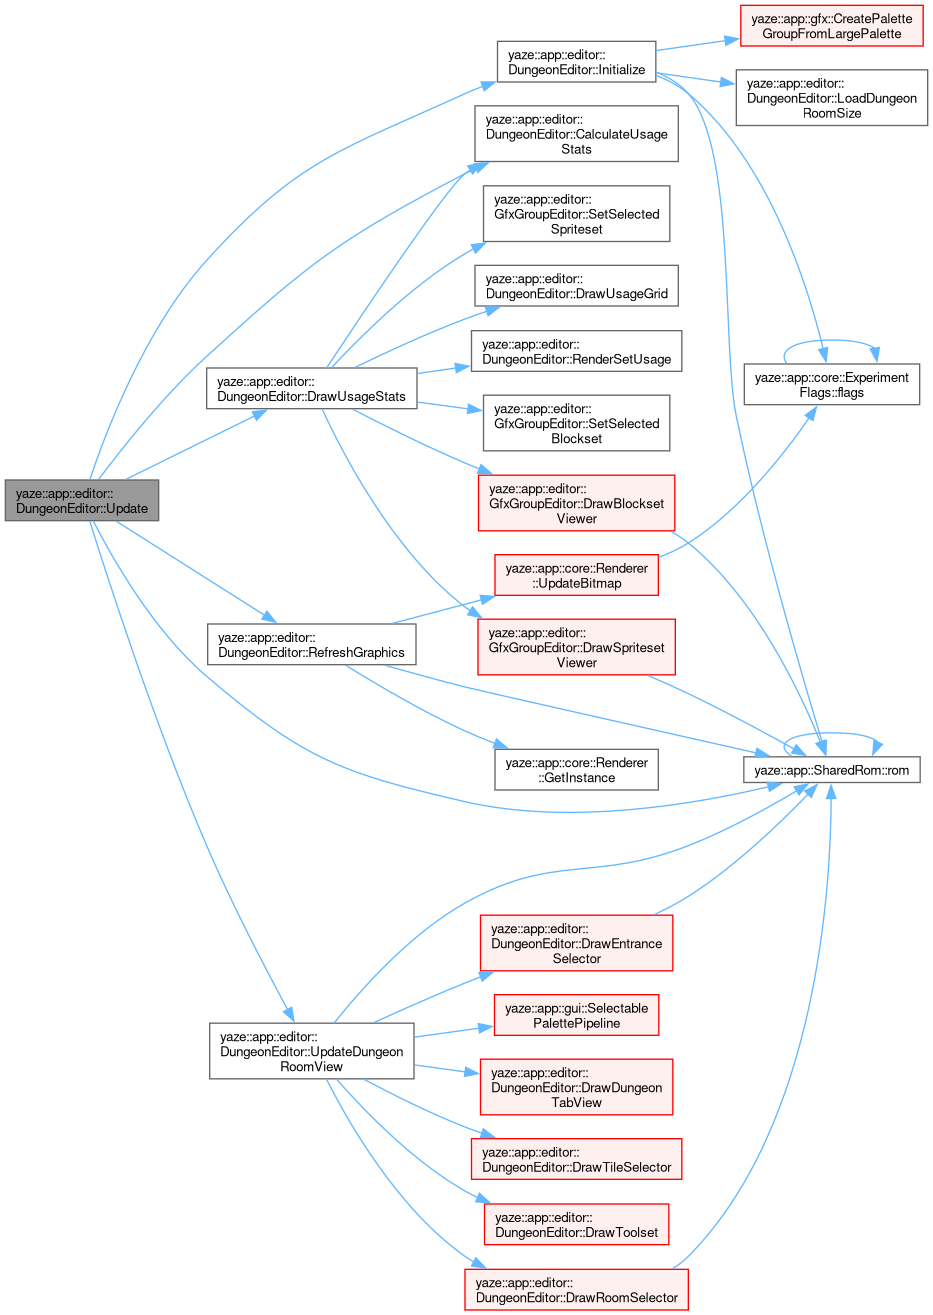 yaze::app::gfx::CreatePalette
GroupFromLargePalette
yaze::app::editor::
DungeonEditor::Initialize
yaze::app::editor::
DungeonEditor::LoadDungeon
RoomSize
yaze::app::editor::
DungeonEditor::CalculateUsage
Stats
yaze::app::editor::
GfxGroupEditor::SetSelected
Spriteset
yaze::app::editor::
DungeonEditor::DrawUsageGrid
yaze::app::editor::
DungeonEditor::RenderSetUsage
yaze::app::core::Experiment
Flags::flags
yaze::app::editor::
DungeonEditor::DrawUsageStats
yaze::app::editor::
GfxGroupEditor::SetSelected
Blockset
yaze::app::editor::
DungeonEditor::Update
yaze::app::editor::
GfxGroupEditor::DrawBlockset
Viewer
yaze::app::core::Renderer
::UpdateBitmap
yaze::app::editor::
DungeonEditor::RefreshGraphics
yaze::app::editor::
GfxGroupEditor::DrawSpriteset
Viewer
yaze::app::core::Renderer
::GetInstance
yaze::app::SharedRom::rom
yaze::app::editor::
DungeonEditor::DrawEntrance
Selector
yaze::app::gui::Selectable
PalettePipeline
yaze::app::editor::
DungeonEditor::UpdateDungeon
RoomView
yaze::app::editor::
DungeonEditor::DrawDungeon
TabView
yaze::app::editor::
DungeonEditor::DrawTileSelector
yaze::app::editor::
DungeonEditor::DrawToolset
yaze::app::editor::
DungeonEditor::DrawRoomSelector